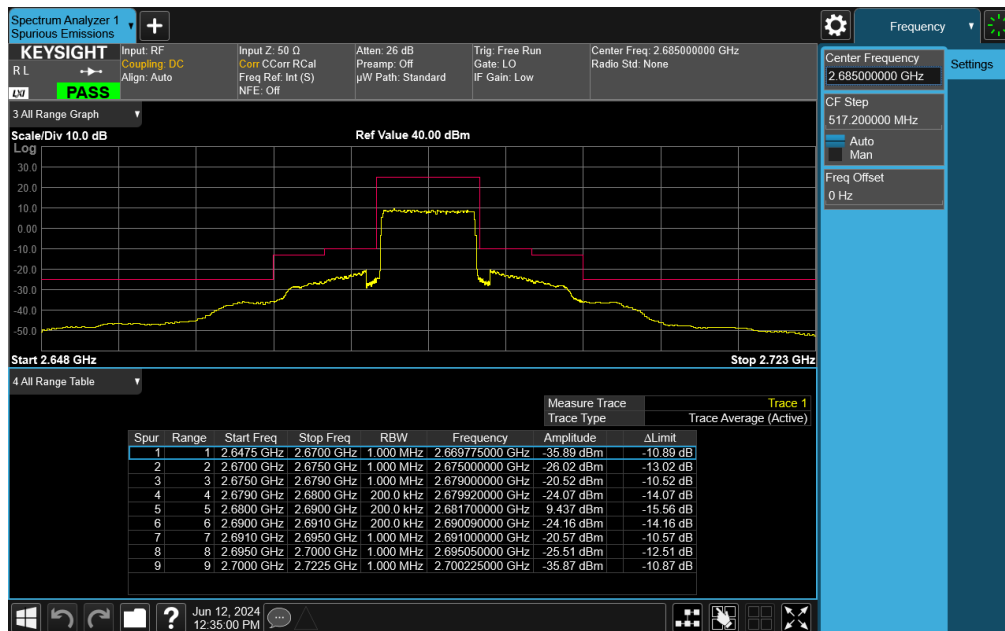 Spectrum Analyzer 1
Spurious Emissions
Frequency
KEYSIGHT
R L
LXI
PASS
Input: RF
Coupling: DC
Align: Auto
Input Z: 50 Ω
Corr CCorr RCal
Freq Ref: Int (S)
NFE: Off
Atten: 26 dB
Preamp: Off
µW Path: Standard
Trig: Free Run
Gate: LO
IF Gain: Low
Center Freq: 2.685000000 GHz
Radio Std: None
Center Frequency
2.685000000 GHz
Settings
CF Step
517.200000 MHz
Auto
Man
Freq Offset
0 Hz
3 All Range Graph
Scale/Div 10.0 dB Ref Value 40.00 dBm
Log
30.0
20.0
10.0
0.00
-10.0
-20.0
-30.0
-40.0
-50.0
Start 2.648 GHz Stop 2.723 GHz
4 All Range Table
Measure Trace Trace 1
Trace Type Trace Average (Active)
Spur Range Start Freq Stop Freq RBW Frequency Amplitude ΔLimit
1 1 2.6475 GHz 2.6700 GHz 1.000 MHz 2.669775000 GHz -35.89 dBm -10.89 dB
2 2 2.6700 GHz 2.6750 GHz 1.000 MHz 2.675000000 GHz -26.02 dBm -13.02 dB
3 3 2.6750 GHz 2.6790 GHz 1.000 MHz 2.679000000 GHz -20.52 dBm -10.52 dB
4 4 2.6790 GHz 2.6800 GHz 200.0 kHz 2.679920000 GHz -24.07 dBm -14.07 dB
5 5 2.6800 GHz 2.6900 GHz 200.0 kHz 2.681700000 GHz 9.437 dBm -15.56 dB
6 6 2.6900 GHz 2.6910 GHz 200.0 kHz 2.690090000 GHz -24.16 dBm -14.16 dB
7 7 2.6910 GHz 2.6950 GHz 1.000 MHz 2.691000000 GHz -20.57 dBm -10.57 dB
8 8 2.6950 GHz 2.7000 GHz 1.000 MHz 2.695050000 GHz -25.51 dBm -12.51 dB
9 9 2.7000 GHz 2.7225 GHz 1.000 MHz 2.700225000 GHz -35.87 dBm -10.87 dB
?
Jun 12, 2024
12:35:00 PM